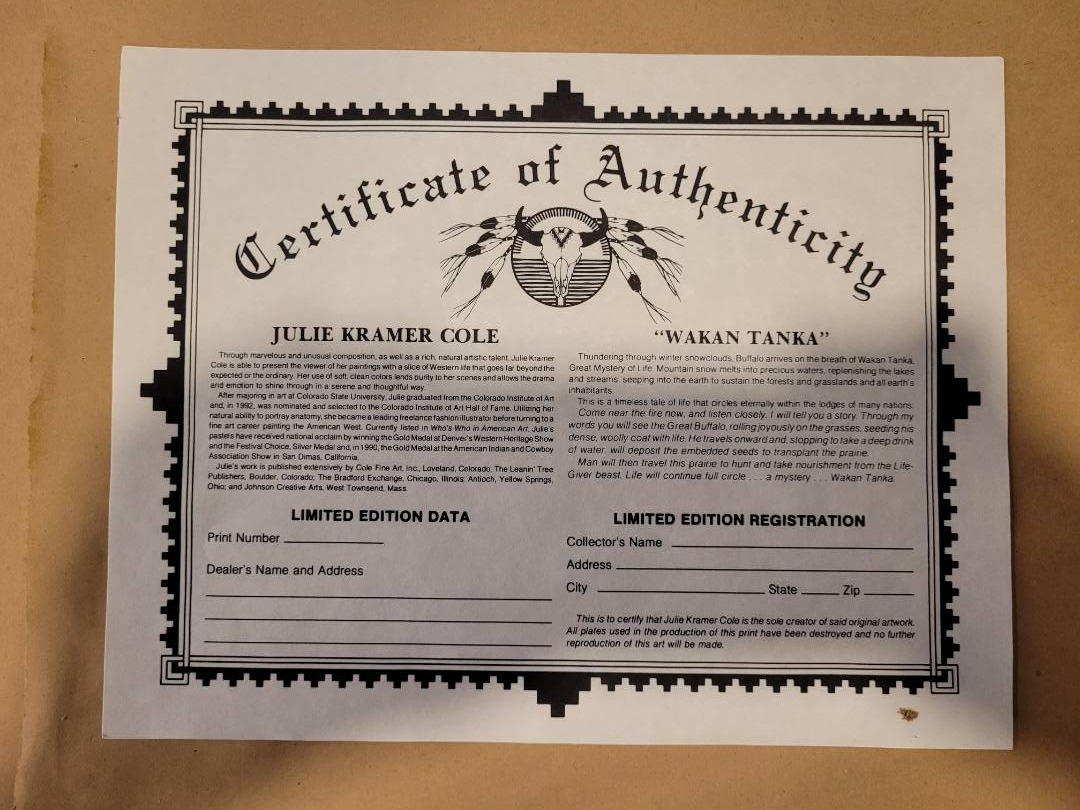 Certificate of Authenticity
JULIE KRAMER COLE
Through marvelous and unusual composition, as well as a rich, natural artistic talent, Julie Kramer
Cole is able to present the viewer of her paintings with a slice of Western life that goes far beyond the
expected or the ordinary. Her use of soft, clean colors lends purity to her scenes and allows the drama
and emotion to shine through in a serene and thoughtful way.
After majoring in art at Colorado State University, Julie graduated from the Colorado Institute of Art
and, in 1992, was nominated and selected to the Colorado Institute of Art Hall of Fame. Utilizing her
natural ability to portray anatomy, she became a leading freelance fashion illustrator before turning to a
fine art career painting the American West. Currently listed in Who's Who in American Art, Julie's
pastels have received national acclaim by winning the Gold Medal at Denver's Western Heritage Show
and the Festival Choice, Silver Medal and, in 1990, the Gold Medal at the American Indian and Cowboy
Association Show in San Dimas, California.
Julie's work is published extensively by Cole Fine Art, Inc., Loveland, Colorado; The Leanin' Tree
Publishers, Boulder, Colorado; The Bradford Exchange, Chicago, Illinois; Antioch, Yellow Springs,
Ohio; and Johnson Creative Arts, West Townsend, Mass.
LIMITED EDITION DATA
Print Number
Dealer's Name and Address
"WAKAN TANKA"
Thundering through winter snowclouds, Buffalo arrives on the breath of Wakan Tanka,
Great Mystery of Life. Mountain snow melts into precious waters, replenishing the lakes
and streams, seeping into the earth to sustain the forests and grasslands and all earth's
inhabitants.
This is a timeless tale of life that circles eternally within the lodges of many nations:
Come near the fire now, and listen closely. I will tell you a story. Through my
words you will see the Great Buffalo, rolling joyously on the grasses, seeding his
dense, woolly coat with life. He travels onward and, stopping to take a deep drink
of water, will deposit the embedded seeds to transplant the prairie.
Man will then travel this prairie to hunt and take nourishment from the Life-
Giver beast. Life will continue full circle . . . a mystery . . . Wakan Tanka.
LIMITED EDITION REGISTRATION
Collector's Name
Address
City State Zip
This is to certify that Julie Kramer Cole is the sole creator of said original artwork.
All plates used in the production of this print have been destroyed and no further
reproduction of this art will be made.